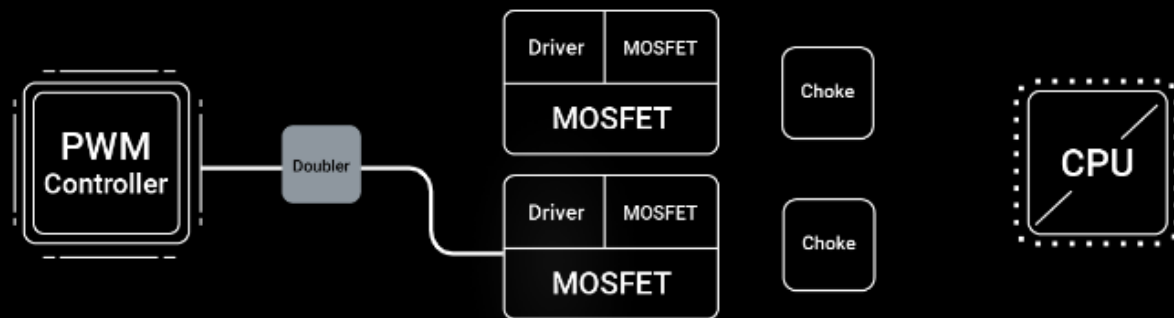 PWM
Controller
Doubler
Driver
MOSFET
MOSFET
Choke
Driver
MOSFET
MOSFET
Choke
CPU